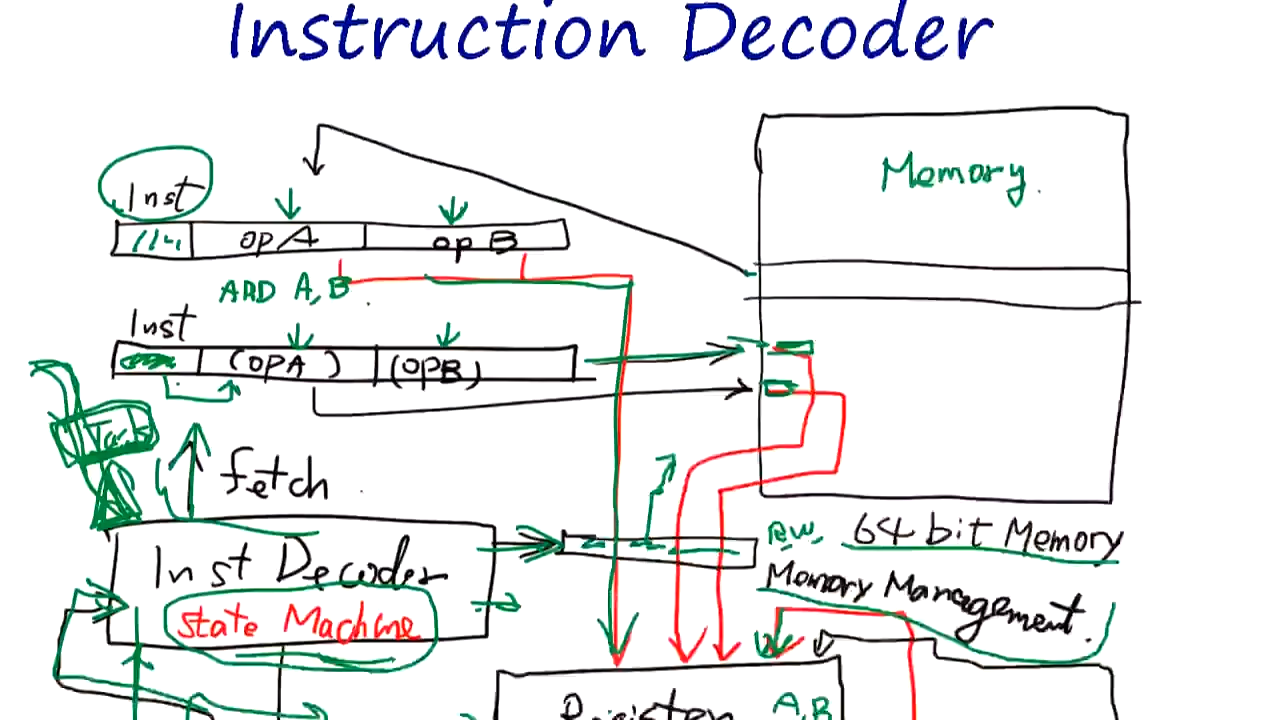 Instruction Decoder
Memory.
Inst
op A op B
ADD A, B
Inst
(OPA) (OPB)
fetch
RW,
64 bit Memory
Inst Decoder
Memory Management.
state Machine
Register A,B